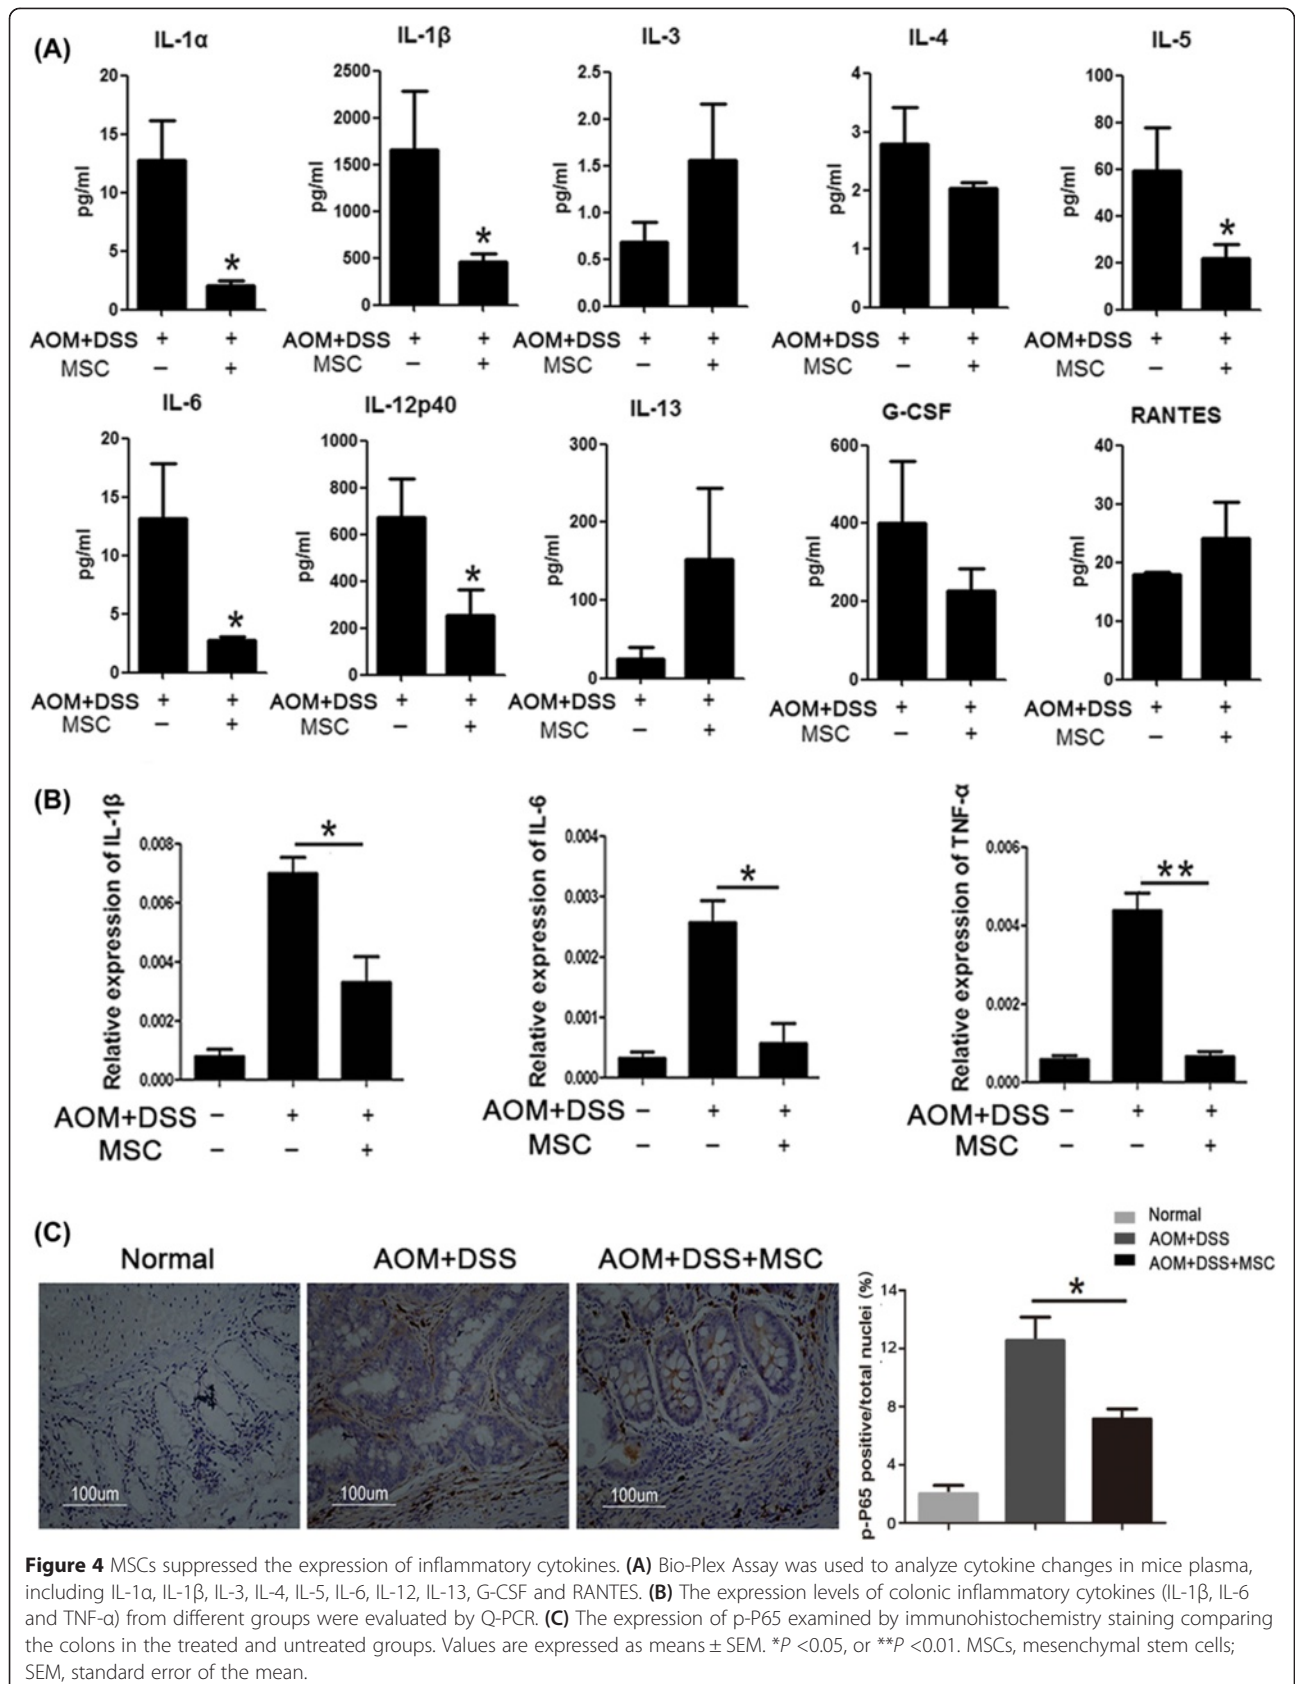 (A)
IL-1α
pg/ml
20
15
10
5
0
*
AOM+DSS + +
MSC – +
IL-1β
pg/ml
2500
2000
1500
1000
500
0
*
AOM+DSS + +
MSC – +
IL-3
pg/ml
2.5
2.0
1.5
1.0
0.5
0.0
AOM+DSS + +
MSC – +
IL-4
pg/ml
4
3
2
1
0
AOM+DSS + +
MSC – +
IL-5
pg/ml
100
80
60
40
20
0
*
AOM+DSS + +
MSC – +
IL-6
pg/ml
20
15
10
5
0
*
AOM+DSS + +
MSC – +
IL-12p40
pg/ml
1000
800
600
400
200
0
*
AOM+DSS + +
MSC – +
IL-13
pg/ml
300
200
100
0
AOM+DSS + +
MSC – +
G-CSF
pg/ml
600
400
200
0
AOM+DSS + +
MSC – +
RANTES
pg/ml
40
30
20
10
0
AOM+DSS + +
MSC – +
(B)
Relative expression of IL-1β
0.008
0.006
0.004
0.002
0.000
*
AOM+DSS – + +
MSC – – +
Relative expression of IL-6
0.004
0.003
0.002
0.001
0.000
*
AOM+DSS – + +
MSC – – +
Relative expression of TNF-α
0.006
0.004
0.002
0.000
**
AOM+DSS – + +
MSC – – +
(C)
Normal
100um
AOM+DSS
100um
AOM+DSS+MSC
100um
Normal
AOM+DSS
AOM+DSS+MSC
p-P65 positive/total nuclei (%)
14
12
8
4
0
*
Figure 4 MSCs suppressed the expression of inflammatory cytokines. (A) Bio-Plex Assay was used to analyze cytokine changes in mice plasma,
including IL-1α, IL-1β, IL-3, IL-4, IL-5, IL-6, IL-12, IL-13, G-CSF and RANTES. (B) The expression levels of colonic inflammatory cytokines (IL-1β, IL-6
and TNF-α) from different groups were evaluated by Q-PCR. (C) The expression of p-P65 examined by immunohistochemistry staining comparing
the colons in the treated and untreated groups. Values are expressed as means ± SEM. *P <0.05, or **P <0.01. MSCs, mesenchymal stem cells;
SEM, standard error of the mean.